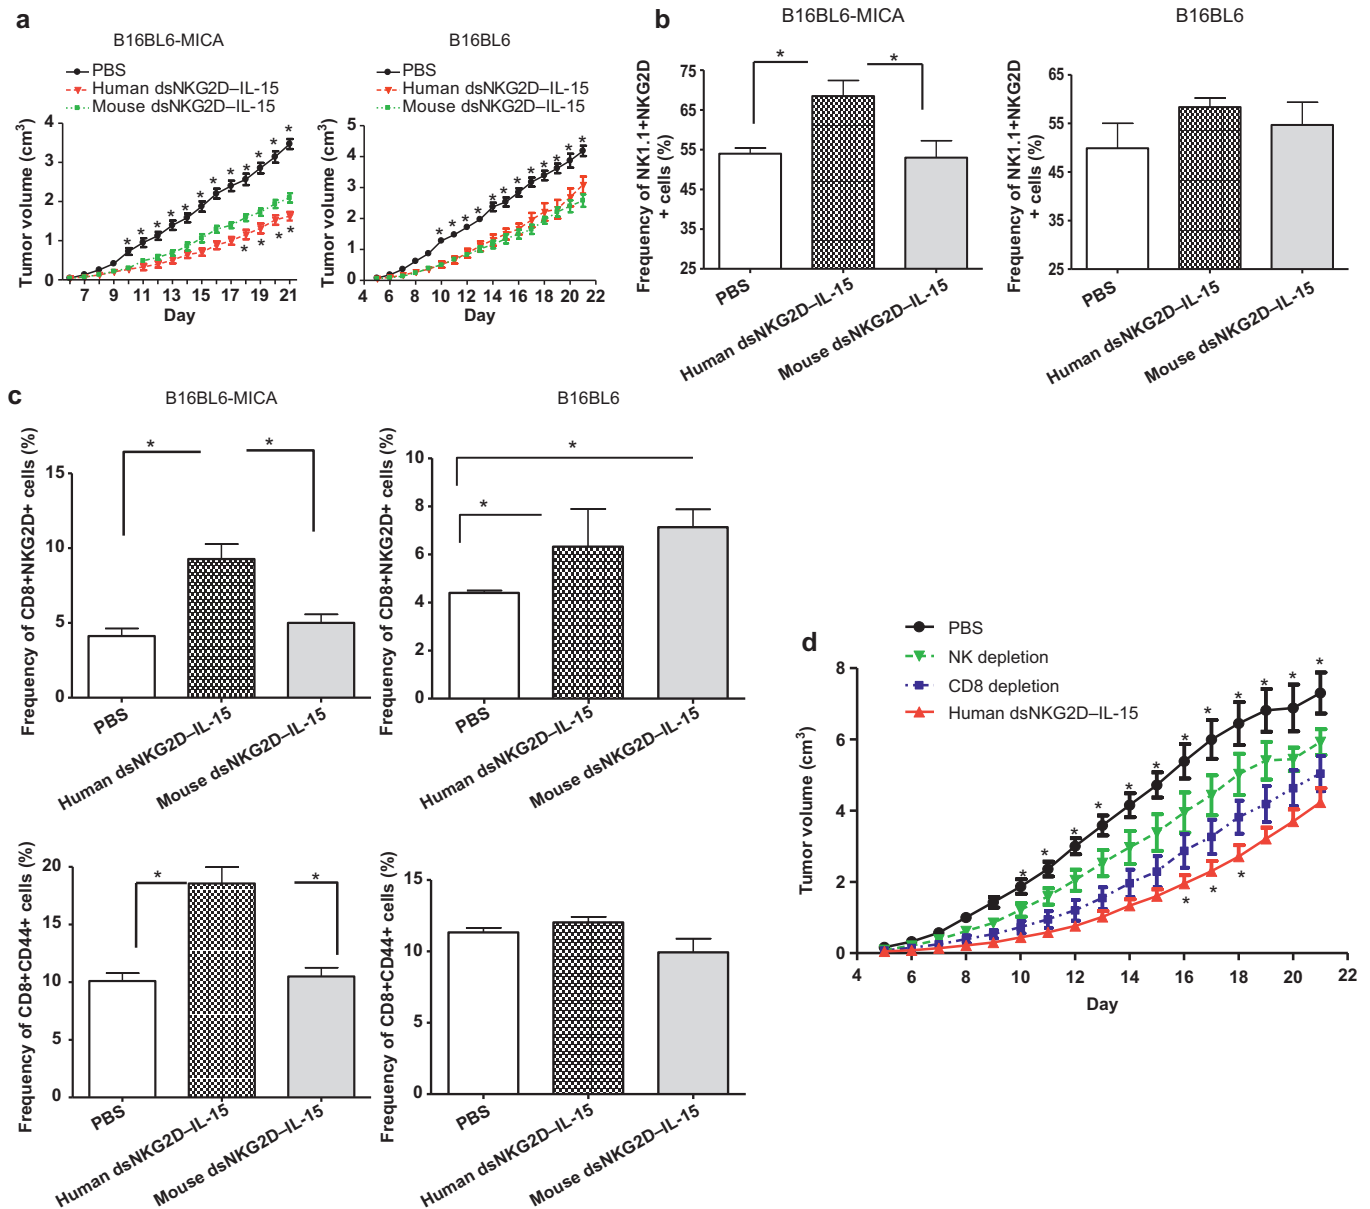 a
B16BL6-MICA
PBS
Human dsNKG2D–IL-15
Mouse dsNKG2D–IL-15
Tumor volume (cm3)
4
3
2
1
0
7 9 11 13 15 17 19 21
Day
* * * * * * * * * * * *
* * * *
B16BL6
PBS
Human dsNKG2D–IL-15
Mouse dsNKG2D–IL-15
Tumor volume (cm3)
5
4
3
2
1
0
4 6 8 10 12 14 16 18 20 22
Day
* * * * * * * * * * * *
b
B16BL6-MICA
Frequency of NK1.1+NKG2D
+ cells (%)
75
65
55
45
35
25
* *
PBS
Human dsNKG2D–IL-15
Mouse dsNKG2D–IL-15
B16BL6
Frequency of NK1.1+NKG2D
+ cells (%)
65
55
45
35
25
PBS
Human dsNKG2D–IL-15
Mouse dsNKG2D–IL-15
c
B16BL6-MICA
Frequency of CD8+NKG2D+ cells (%)
15
10
5
0
* *
PBS
Human dsNKG2D–IL-15
Mouse dsNKG2D–IL-15
B16BL6
Frequency of CD8+NKG2D+ cells (%)
10
8
6
4
2
0
*
*
PBS
Human dsNKG2D–IL-15
Mouse dsNKG2D–IL-15
Frequency of CD8+CD44+ cells (%)
20
15
10
5
0
* *
PBS
Human dsNKG2D–IL-15
Mouse dsNKG2D–IL-15
Frequency of CD8+CD44+ cells (%)
15
10
5
0
PBS
Human dsNKG2D–IL-15
Mouse dsNKG2D–IL-15
d
PBS
NK depletion
CD8 depletion
Human dsNKG2D–IL-15
Tumor volume (cm3)
8
6
4
2
0
4 6 8 10 12 14 16 18 20 22
Day
* * * * * * * * * * * *
* * *